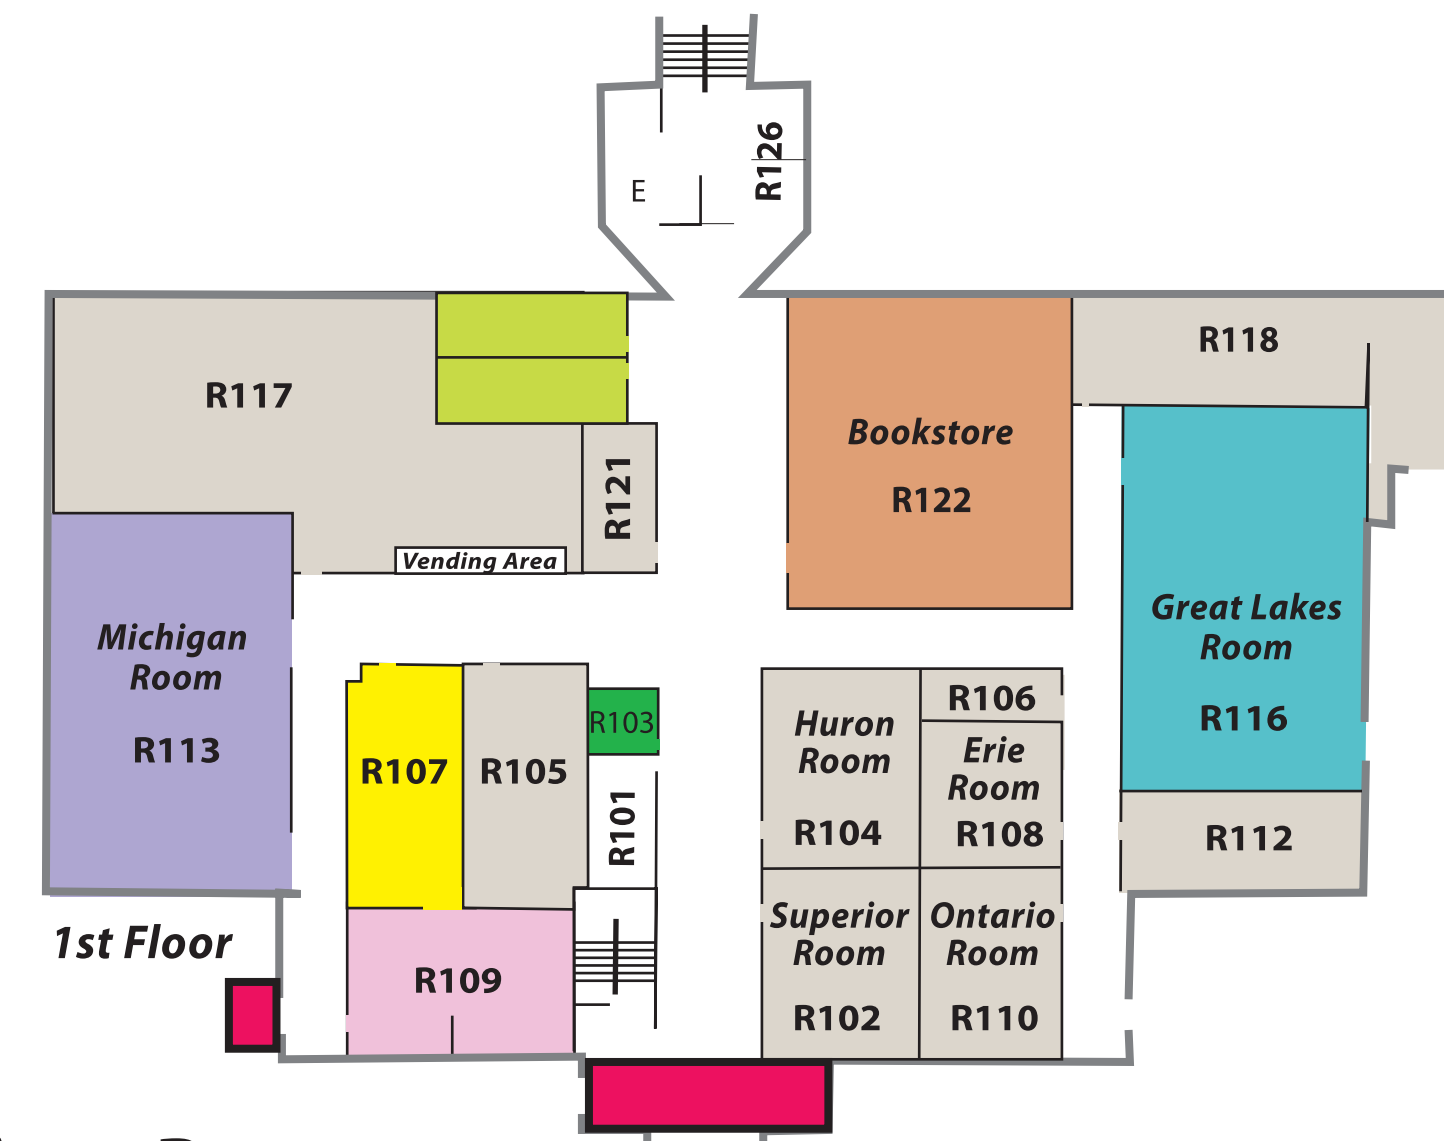 R126
E
R117
R118
Bookstore
R122
R121
Vending Area
Michigan
Room
R113
Great Lakes
Room
R116
R107
R105
R103
R101
Huron
Room
R104
R106
Erie
Room
R108
R112
1st Floor
R109
Superior
Room
R102
Ontario
Room
R110